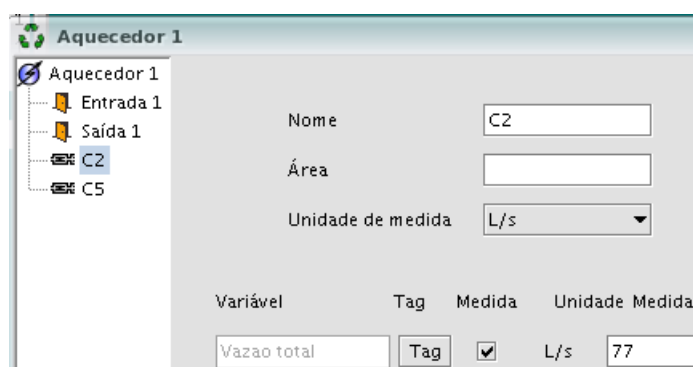 Aquecedor 1
Aquecedor 1
Entrada 1
Saída 1
C2
C5
Nome C2
Área
Unidade de medida L/s
Variável Tag Medida Unidade Medida
Vazao total Tag L/s 77